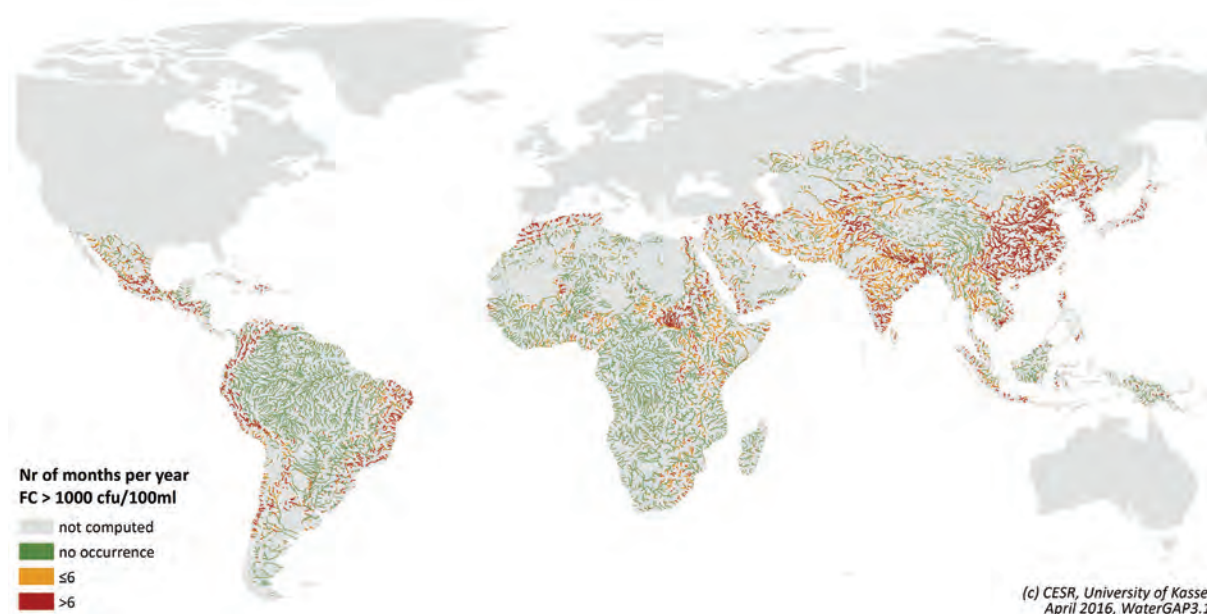 Nr of months per year
FC > 1000 cfu/100ml
not computed
no occurrence
≤6
>6
(c) CESR, University of Kasse
April 2016, WaterGAP3.1